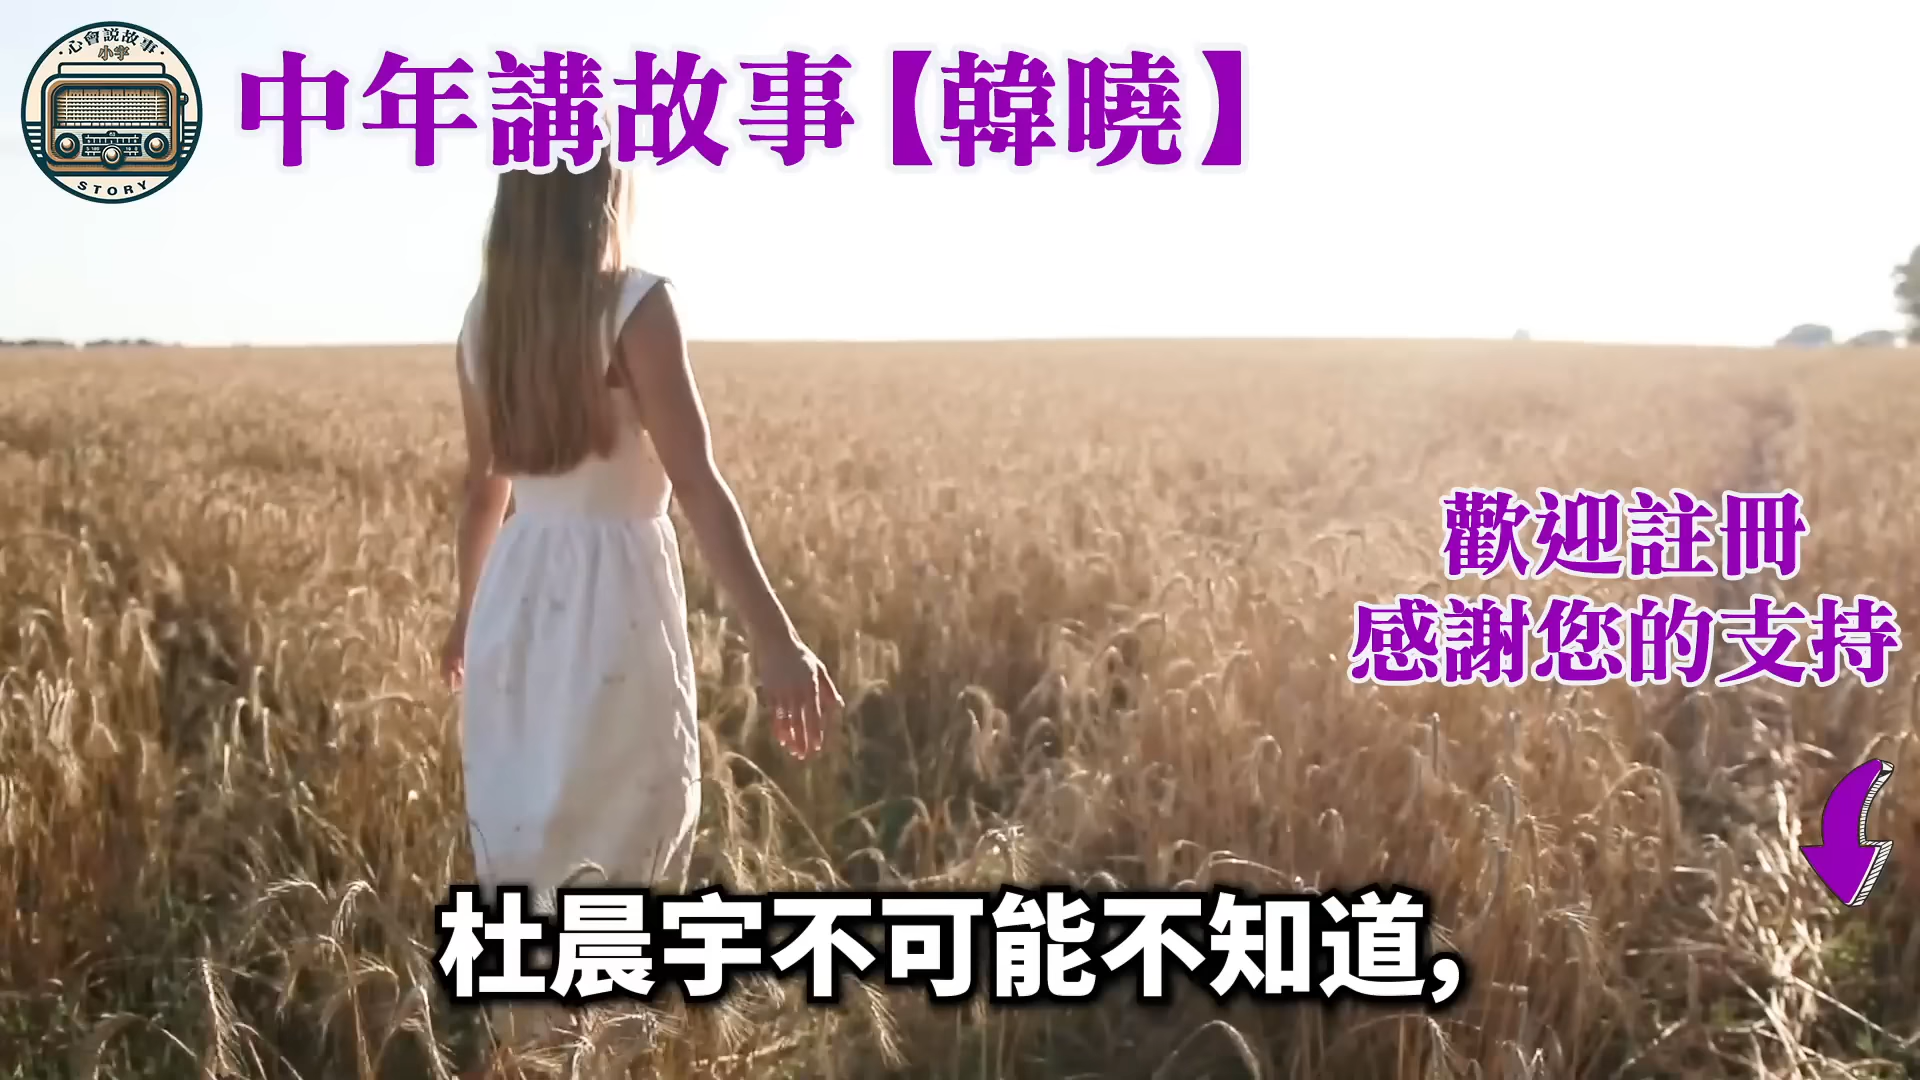 心會説故事
小宇
STORY
中年講故事【韓曉】
歡迎註冊
感謝您的支持
杜晨宇不可能不知道,